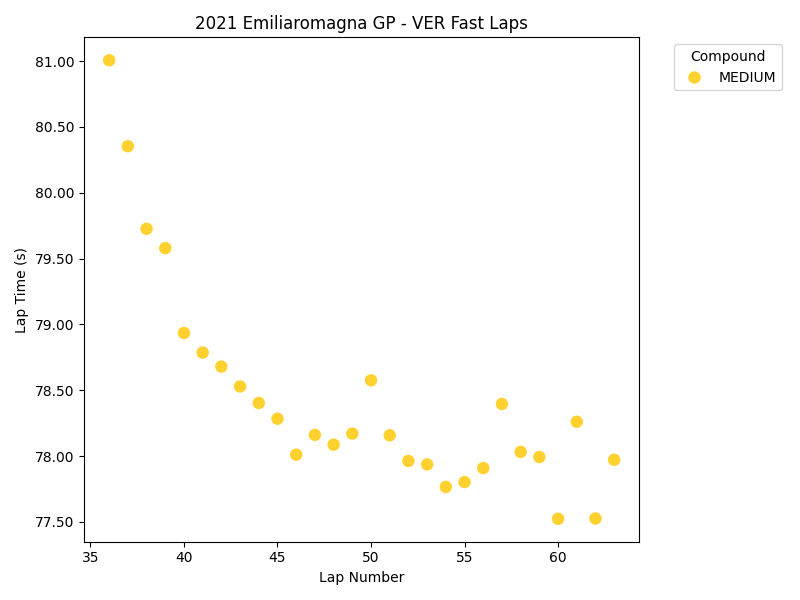 2021 Emiliaromagna GP - VER Fast Laps
Compound
MEDIUM
81.00
80.50
80.00
79.50
79.00
78.50
78.00
77.50
Lap Time (s)
35 40 45 50 55 60
Lap Number